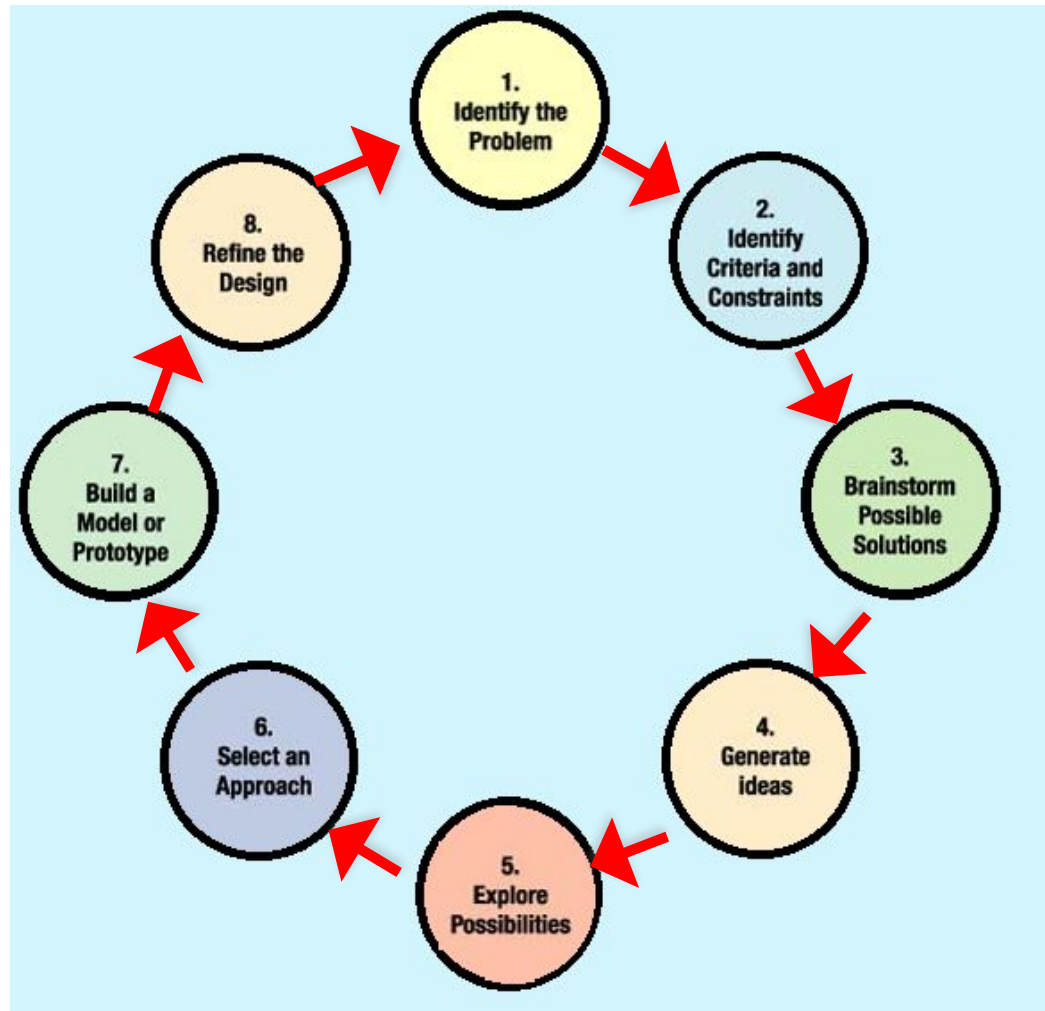 1.
Identify the
Problem
2.
Identify
Criteria and
Constraints
3.
Brainstorm
Possible
Solutions
4.
Generate
ideas
5.
Explore
Possibilities
6.
Select an
Approach
7.
Build a
Model or
Prototype
8.
Refine the
Design